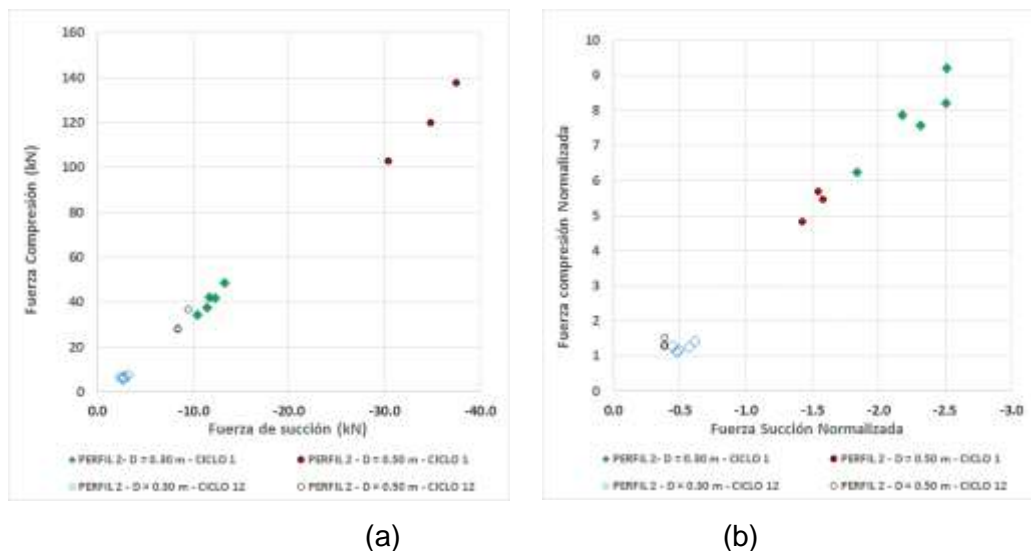 160
140
120
100
80
60
40
20
0
Fuerza Compresión (kN)
0.0 -10.0 -20.0 -30.0 -40.0
Fuerza de succión (kN)
◆ PERFIL 2- D = 0.30 m - CICLO 1 ● PERFIL 2 - D = 0.50 m - CICLO 1
PERFIL 2 - D = 0.30 m - CICLO 12 ○ PERFIL 2 - D = 0.50 m - CICLO 12
(a)
10
9
8
7
6
5
4
3
2
1
0
Fuerza compresión Normalizada
0.0 -0.5 -1.0 -1.5 -2.0 -2.5 -3.0
Fuerza Succión Normalizada
◆ PERFIL 2- D = 0.30 m - CICLO 1 ● PERFIL 2 - D = 0.50 m - CICLO 1
PERFIL 2 - D = 0.30 m - CICLO 12 ○ PERFIL 2 - D = 0.50 m - CICLO 12
(b)